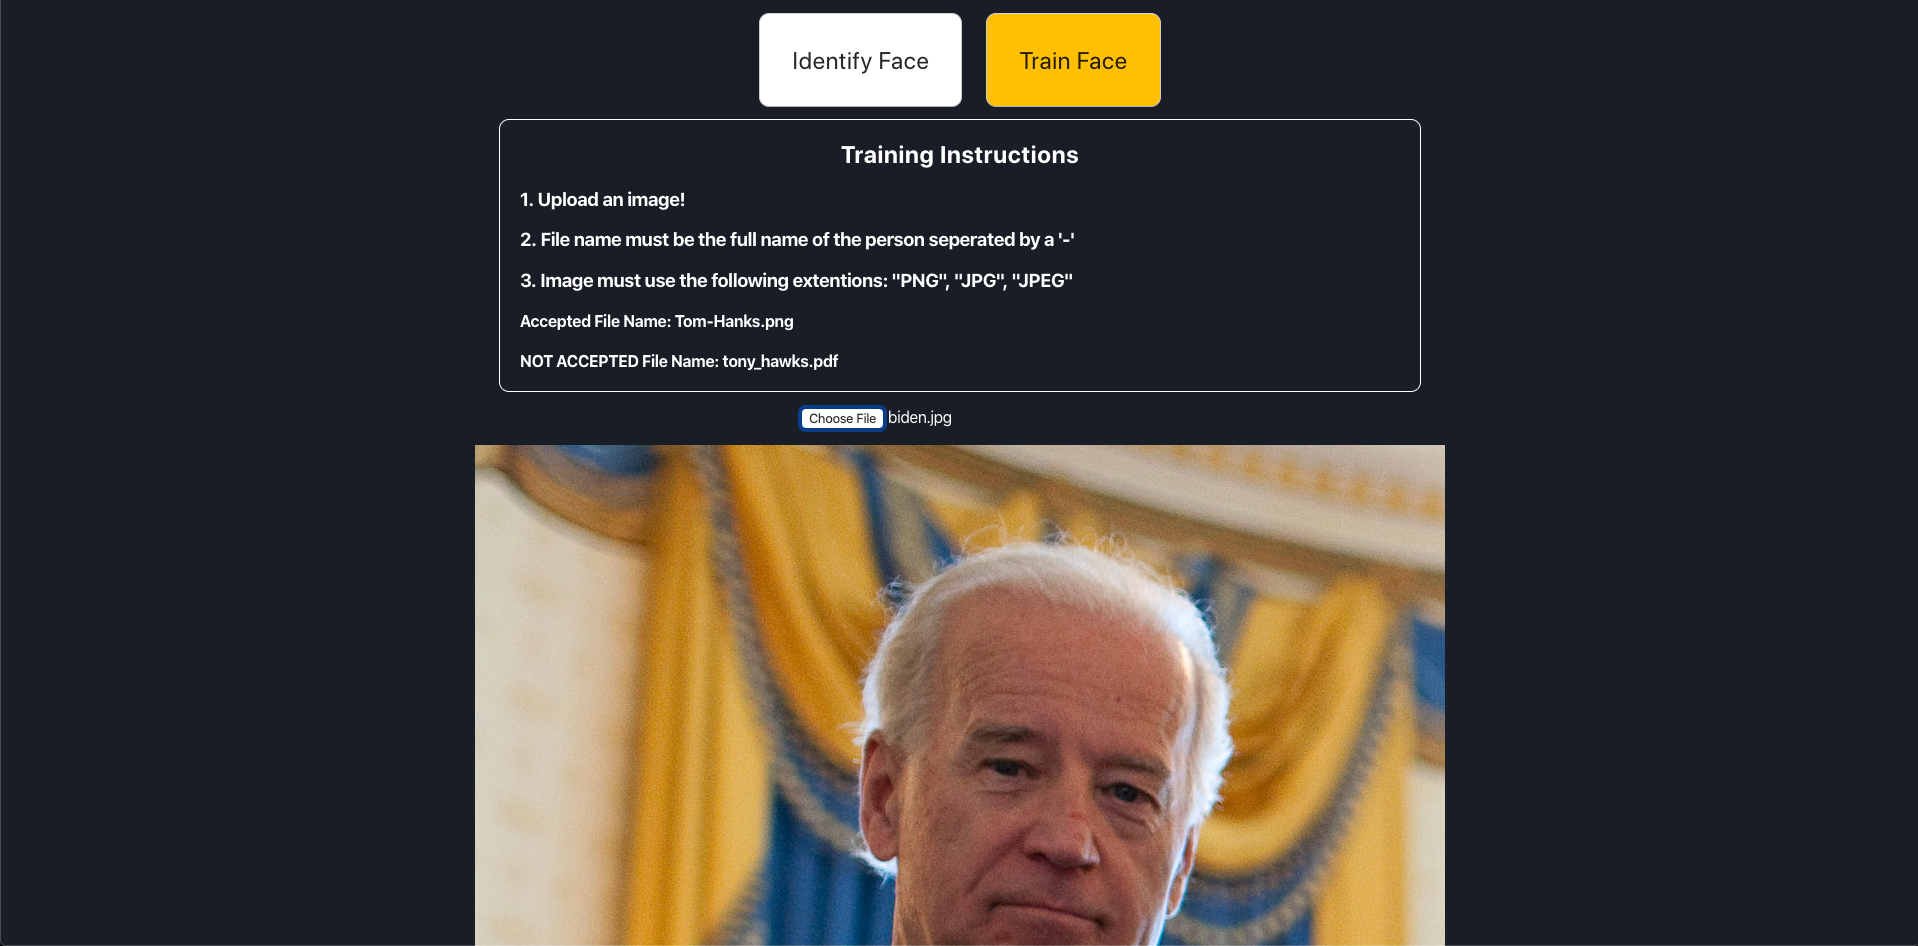 Identify Face
Train Face
Training Instructions
1. Upload an image!
2. File name must be the full name of the person seperated by a '-'
3. Image must use the following extentions: "PNG", "JPG", "JPEG"
Accepted File Name: Tom-Hanks.png
NOT ACCEPTED File Name: tony_hawks.pdf
Choose File biden.jpg